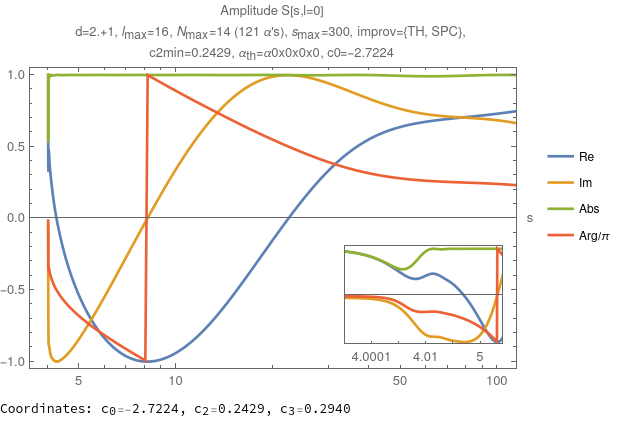 Amplitude S[s,l=0]
d=2.+1, lmax=16, Nmax=14 (121 α's), smax=300, improv={TH, SPC},
c2min=0.2429, αth=α0x0x0x0, c0=-2.7224
1.0
0.5
0.0
-0.5
-1.0
s
Re
Im
Abs
Arg/π
4.0001 4.01 5
5 10 50 100
Coordinates: c0=-2.7224, c2=0.2429, c3=0.2940